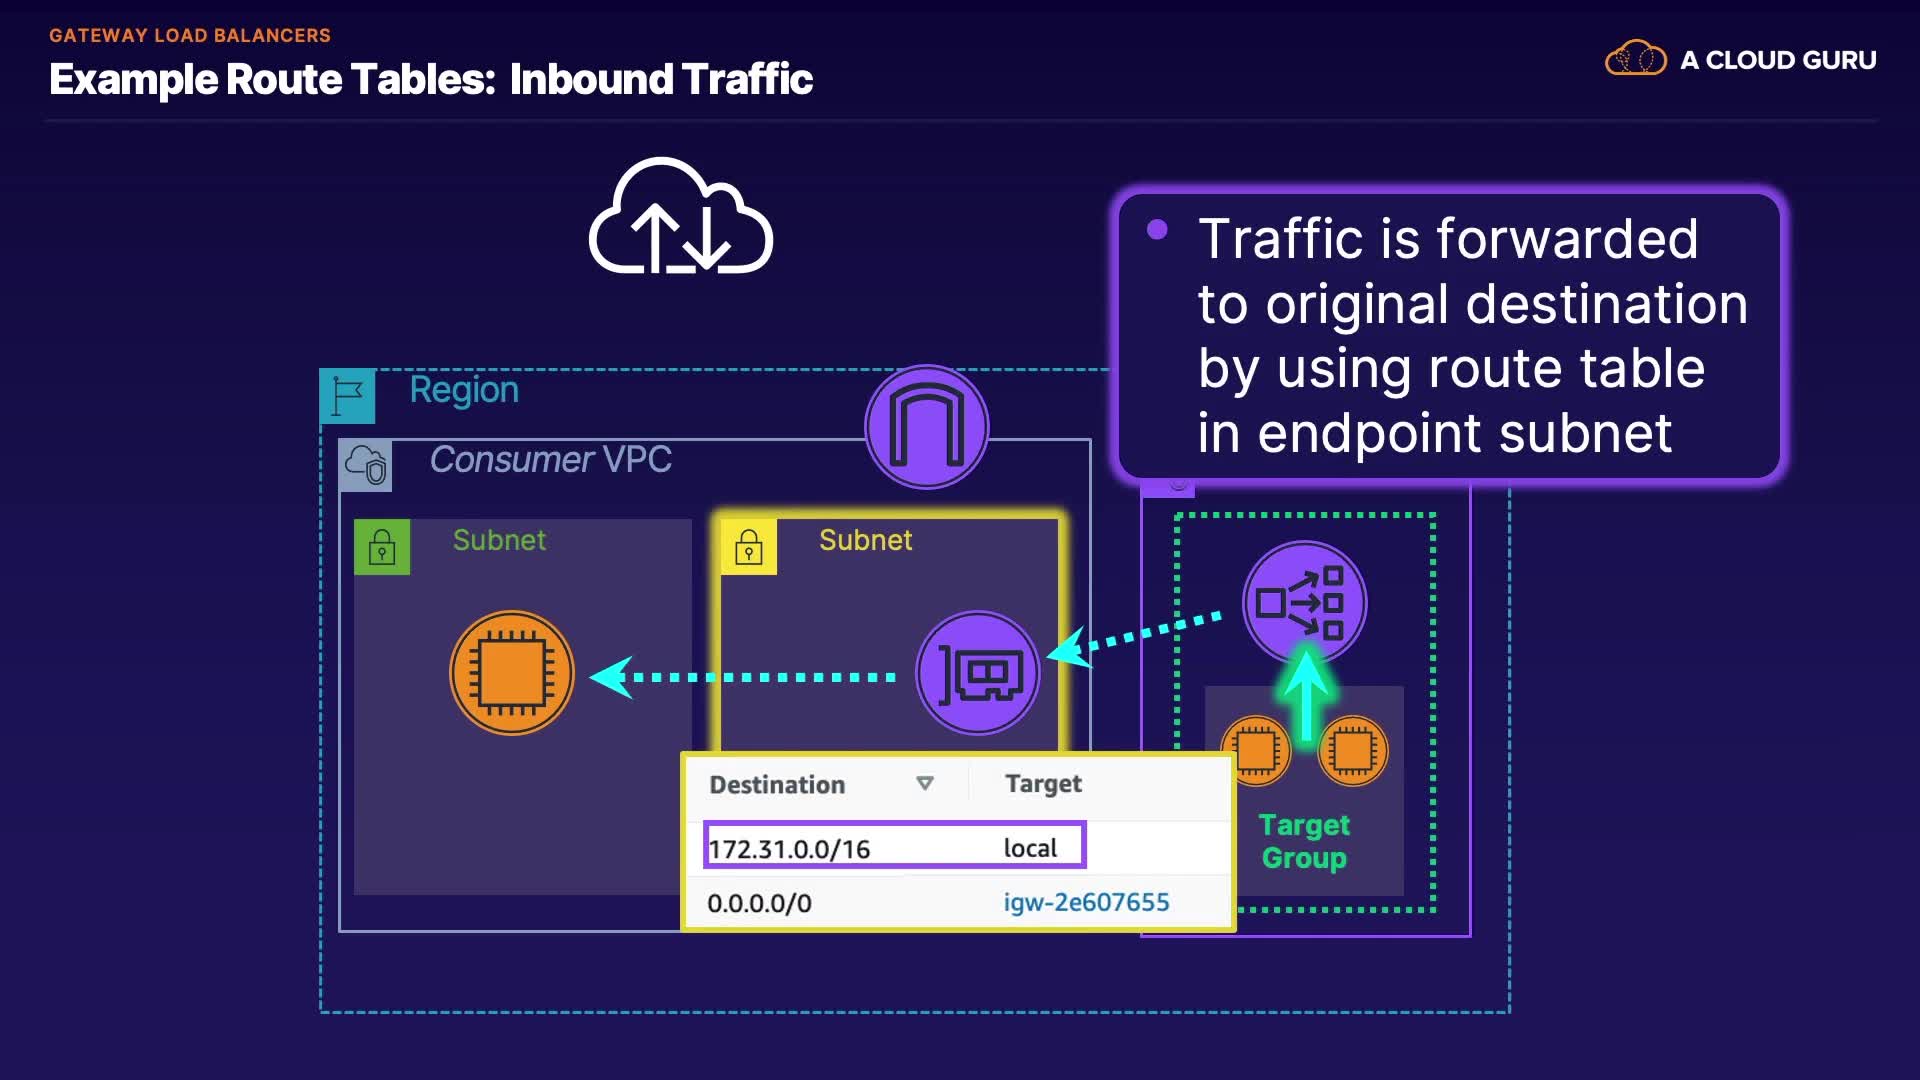 GATEWAY LOAD BALANCERS
Example Route Tables: Inbound Traffic
A CLOUD GURU
• Traffic is forwarded
to original destination
by using route table
in endpoint subnet
Region
Consumer VPC
Subnet
Subnet
Destination Target
172.31.0.0/16 local
0.0.0.0/0 igw-2e607655
Target
Group